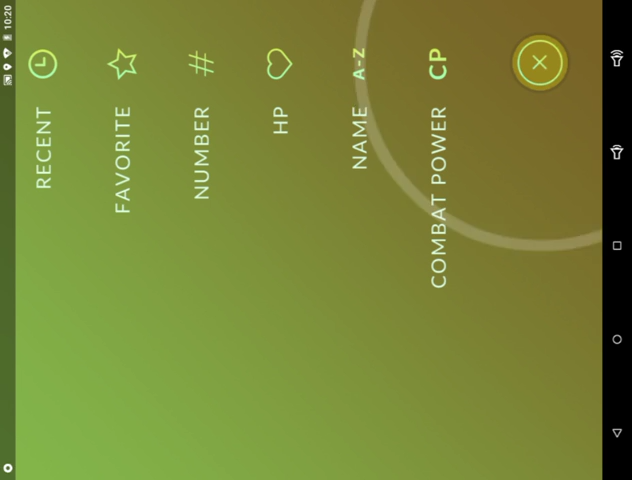 10:20
RECENT
FAVORITE
# NUMBER
HP
A-Z NAME
CP COMBAT POWER